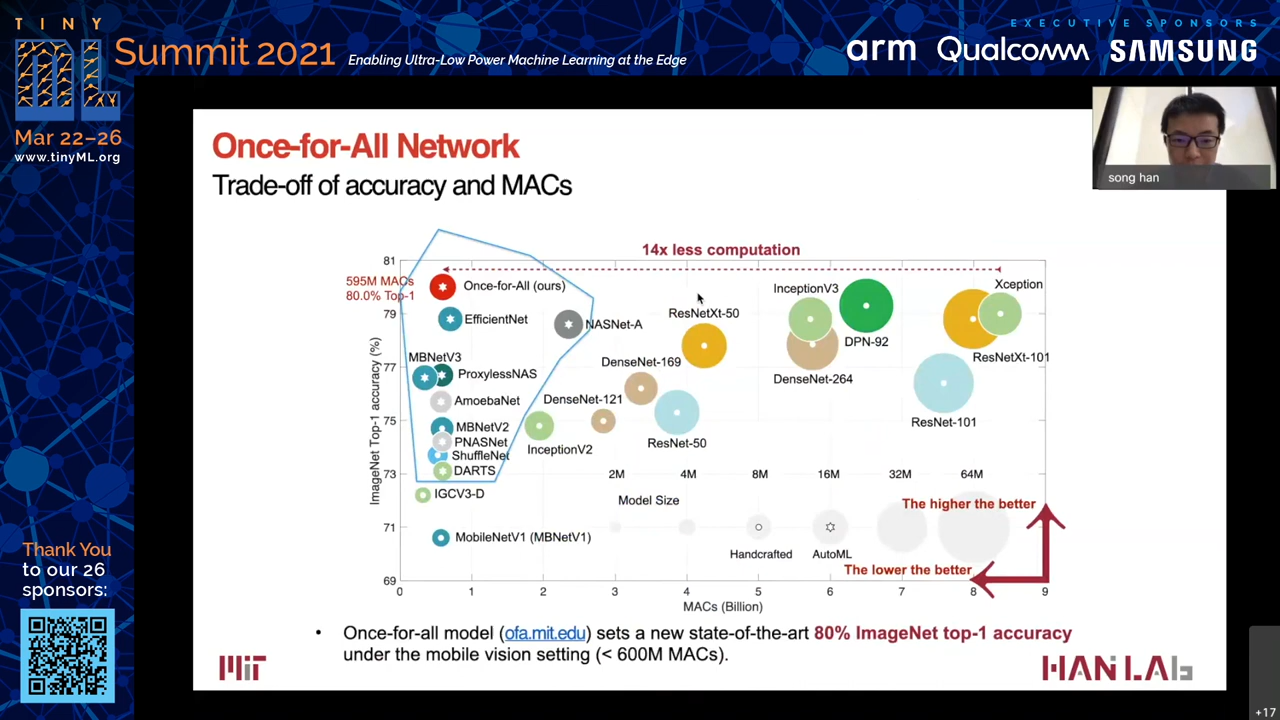 TINY
ML
Summit 2021
Enabling Ultra-Low Power Machine Learning at the Edge
EXECUTIVE SPONSORS
arm Qualcomm SAMSUNG
Mar 22–26
www.tinyML.org
song han
Once-for-All Network
Trade-off of accuracy and MACs
14x less computation
595M MACs
80.0% Top-1
Once-for-All (ours)
EfficientNet
NASNet-A
MBNetV3
ProxylessNAS
AmoebaNet
MBNetV2
PNASNet
ShuffleNet
DARTS
IGCV3-D
MobileNetV1 (MBNetV1)
InceptionV2
DenseNet-121
DenseNet-169
ResNet-50
ResNetXt-50
InceptionV3
DenseNet-264
DPN-92
Xception
ResNetXt-101
ResNet-101
2M 4M 8M 16M 32M 64M
Model Size
Handcrafted
AutoML
The higher the better
The lower the better
ImageNet Top-1 accuracy (%)
81
79
77
75
73
71
69
0 1 2 3 4 5 6 7 8 9
MACs (Billion)
• Once-for-all model (ofa.mit.edu) sets a new state-of-the-art 80% ImageNet top-1 accuracy
under the mobile vision setting (< 600M MACs).
MIT
HAN LAB
Thank You
to our 26
sponsors:
+17